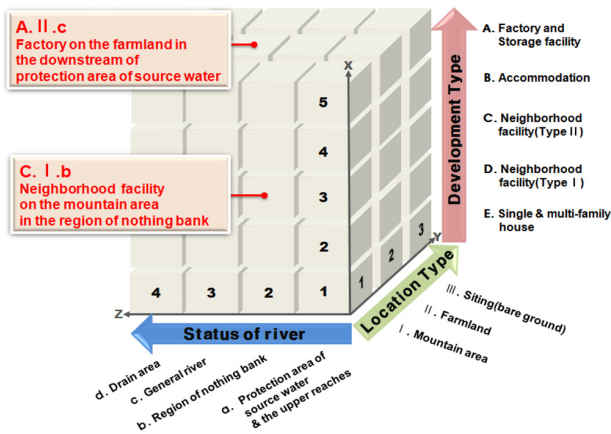 A.Ⅱ.c
Factory on the farmland in
the downstream of
protection area of source water
C.Ⅰ.b
Neighborhood facility
on the mountain area
in the region of nothing bank
X
5
4
3
2
4
3
2
1
1
2
3
Y
Z
Status of river
Location Type
Development Type
A. Factory and
Storage facility
B. Accommodation
C. Neighborhood
facility(Type Ⅱ)
D. Neighborhood
facility(Type Ⅰ)
E. Single & multi-family
house
Ⅲ. Siting(bare ground)
Ⅱ. Farmland
Ⅰ. Mountain area
d. Drain area
c. General river
b. Region of nothing bank
a. Protection area of
source water
& the upper reaches